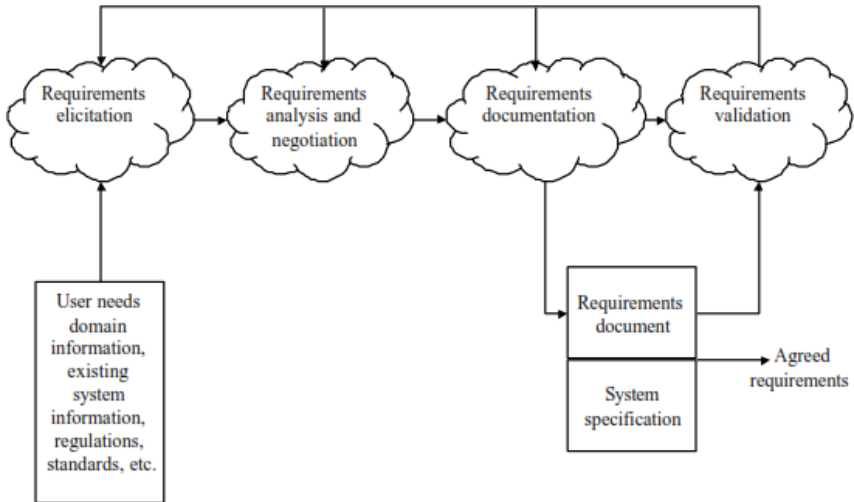 Requirements
elicitation
Requirements
analysis and
negotiation
Requirements
documentation
Requirements
validation
User needs
domain
information,
existing
system
information,
regulations,
standards, etc.
Requirements
document
System
specification
Agreed
requirements